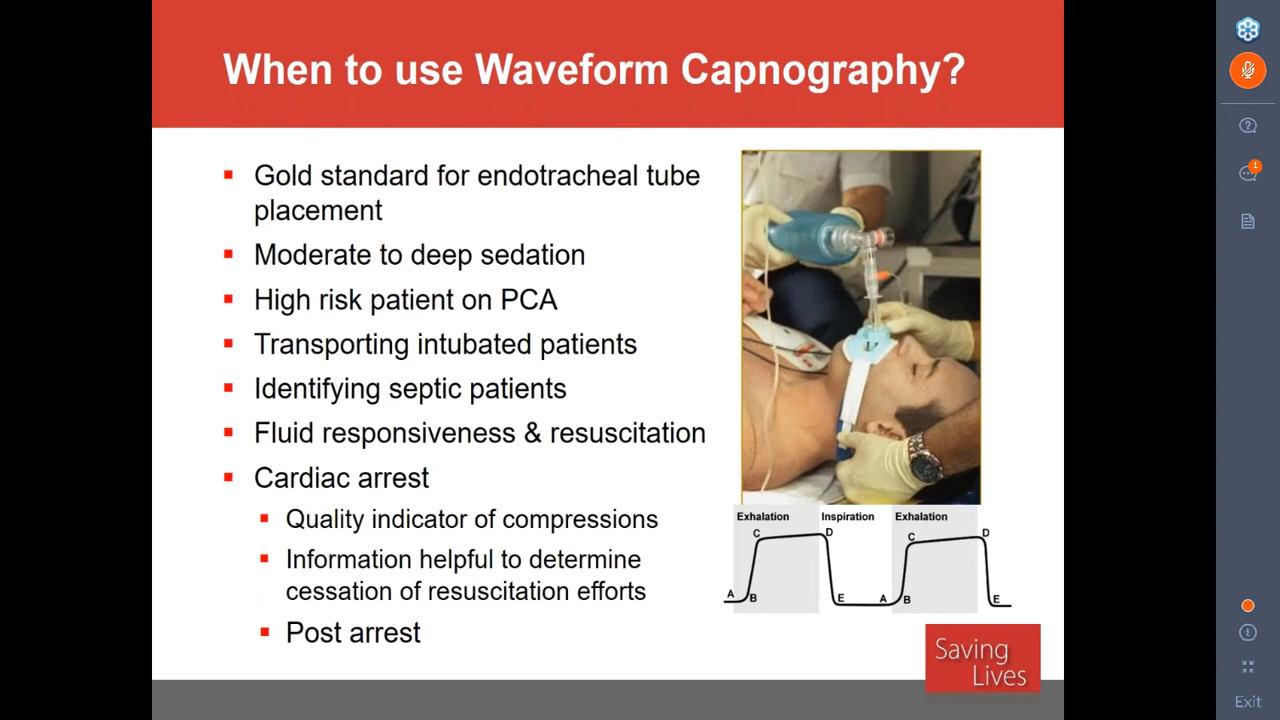 When to use Waveform Capnography?
Gold standard for endotracheal tube
placement
Moderate to deep sedation
High risk patient on PCA
Transporting intubated patients
Identifying septic patients
Fluid responsiveness & resuscitation
Cardiac arrest
Quality indicator of compressions
Information helpful to determine
cessation of resuscitation efforts
Post arrest
Exhalation Inspiration Exhalation
C D C D
A B E A B E
Saving
Lives
1
Exit